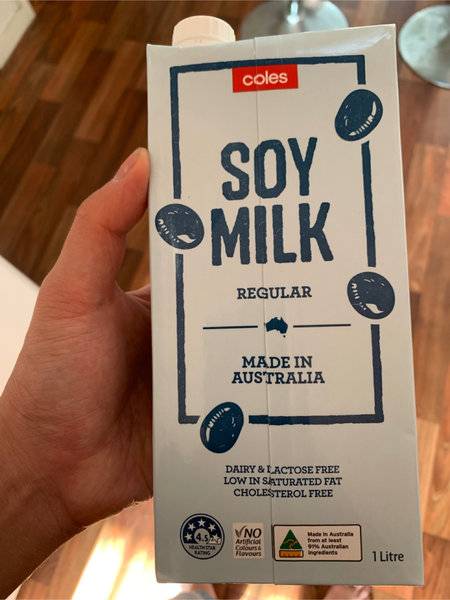 coles
SOY
MILK
REGULAR
MADE IN
AUSTRALIA
DAIRY & LACTOSE FREE
LOW IN SATURATED FAT
CHOLESTEROL FREE
4.5
HEALTH STAR
RATING
NO
Artificial
Colours &
Flavours
Made in Australia
from at least
91% Australian
ingredients
1 Litre